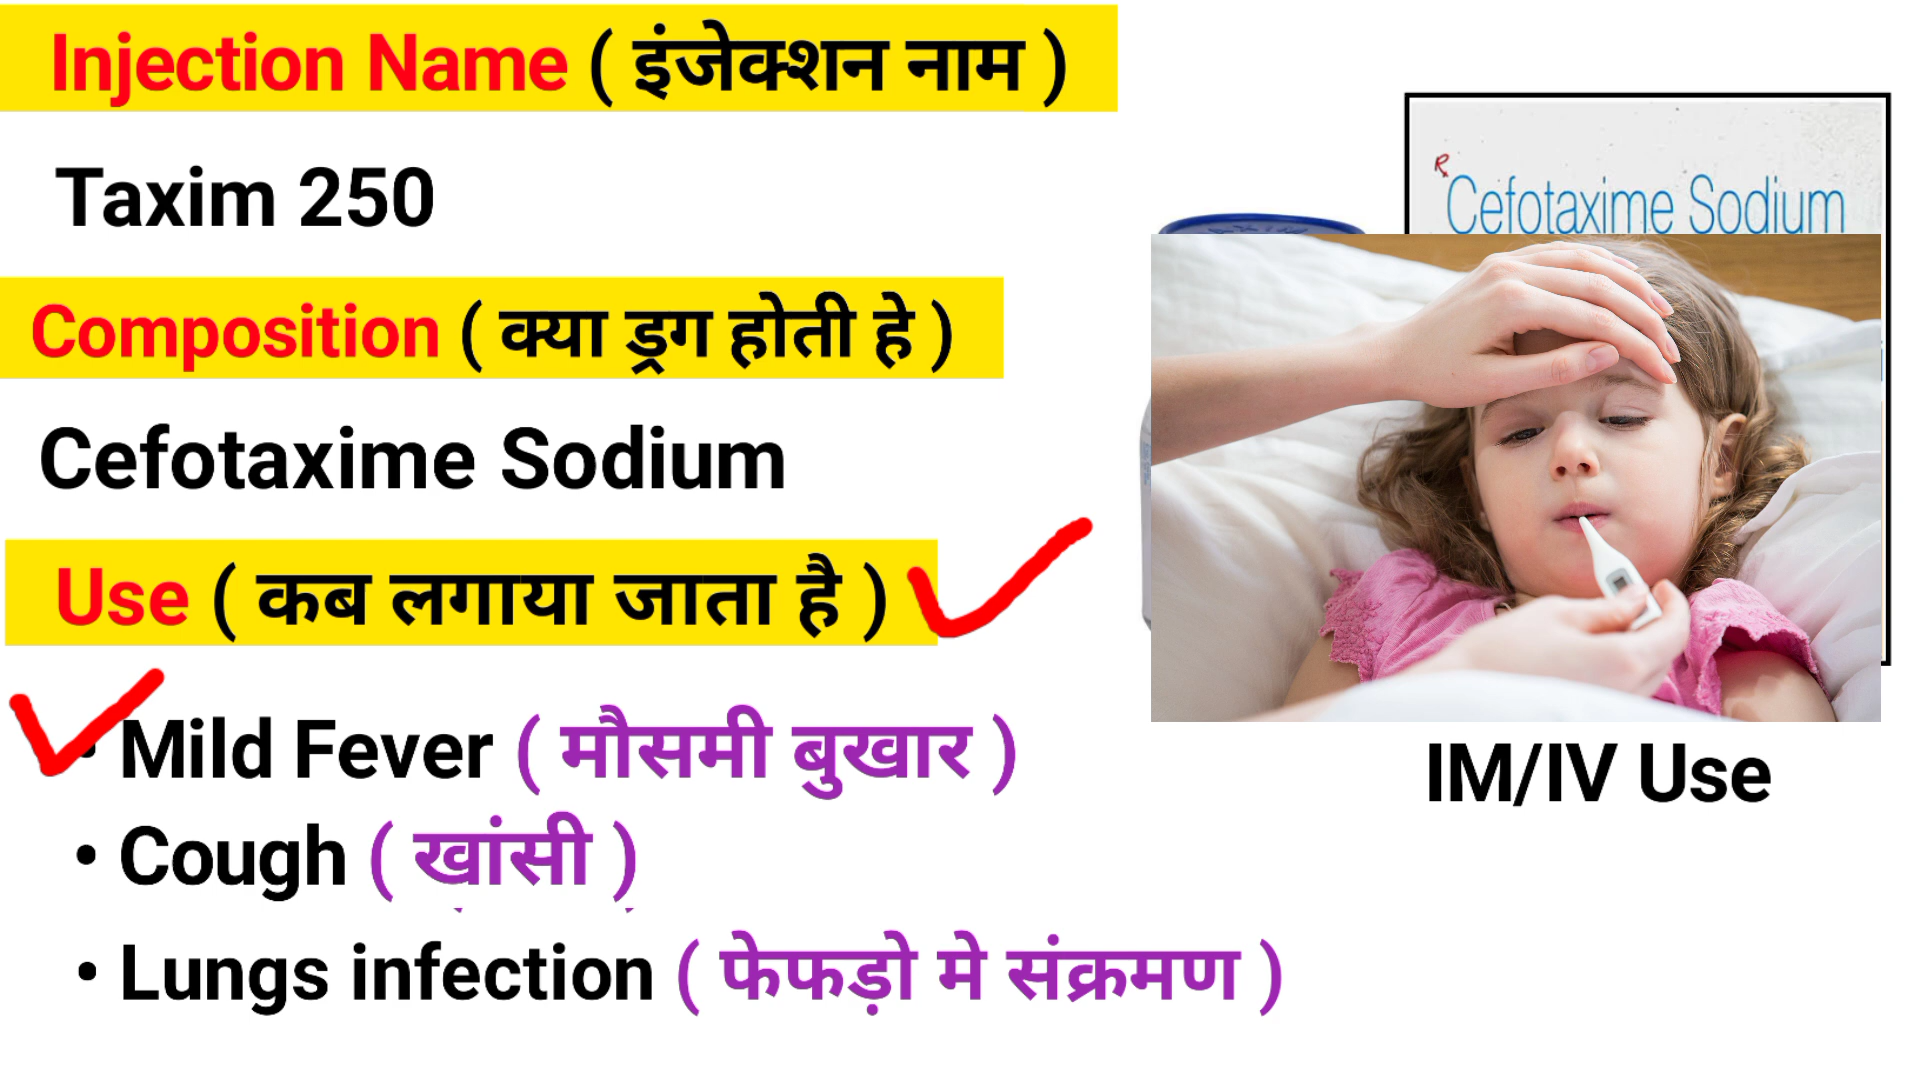 Injection Name ( इंजेक्शन नाम )
Taxim 250
Composition ( क्या ड्रग होती हे )
Cefotaxime Sodium
Use ( कब लगाया जाता है )
• Mild Fever ( मौसमी बुखार )
• Cough ( खांसी )
• Lungs infection ( फेफड़ो मे संक्रमण )
Rx
Cefotaxime Sodium
IM/IV Use